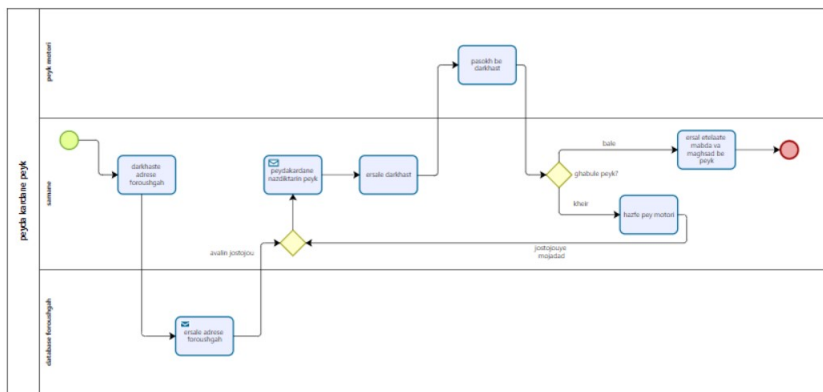 peyda kardane peyk
peyk motori
samane
database foroushgah
pasokh be
darkhast
darkhaste
adrese
foroushgah
peydakardane
nazdiktarin peyk
ersale darkhast
ghabule peyk?
bale
ersal etelaate
mabda va
maghsad be
peyk
kheir
hazfe pey motori
avalin jostojou
jostojouye
mojadad
ersale adrese
foroushgah